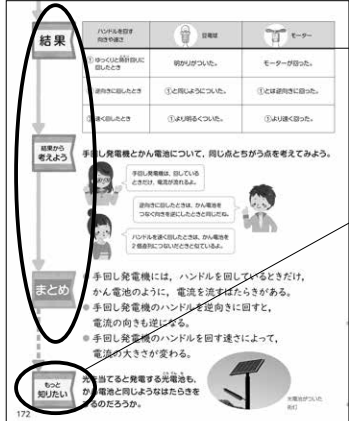 結果
ハンドルを回す
向きや速さ
豆電球
モーター
①ゆっくりと時計回りに
回したとき
明かりがついた。
モーターが回った。
逆向きに回したとき
①と同じようについた。
①とは逆向きに回った。
速く回したとき
①より明るくついた。
①より速く回った。
結果から
考えよう
手回し発電機とかん電池について，同じ点とちがう点を考えてみよう。
手回し発電機は，回している
ときだけ，電流が流れるよ。
逆向きに回したときは，かん電池を
つなぐ向きを逆にしたときと同じだね。
ハンドルを速く回したときは，かん電池を
2個直列につないだときと似ているよ。
まとめ
● 手回し発電機には，ハンドルを回しているときだけ，
かん電池のように，電流を流すはたらきがある。
● 手回し発電機のハンドルを逆向きに回すと，
電流の向きも逆になる。
● 手回し発電機のハンドルを回す速さによって，
電流の大きさが変わる。
もっと
知りたい
光を当てると発電する光電池も，
かん電池と同じようなはたらきを
するのだろうか。
光電池がついた
街灯
172